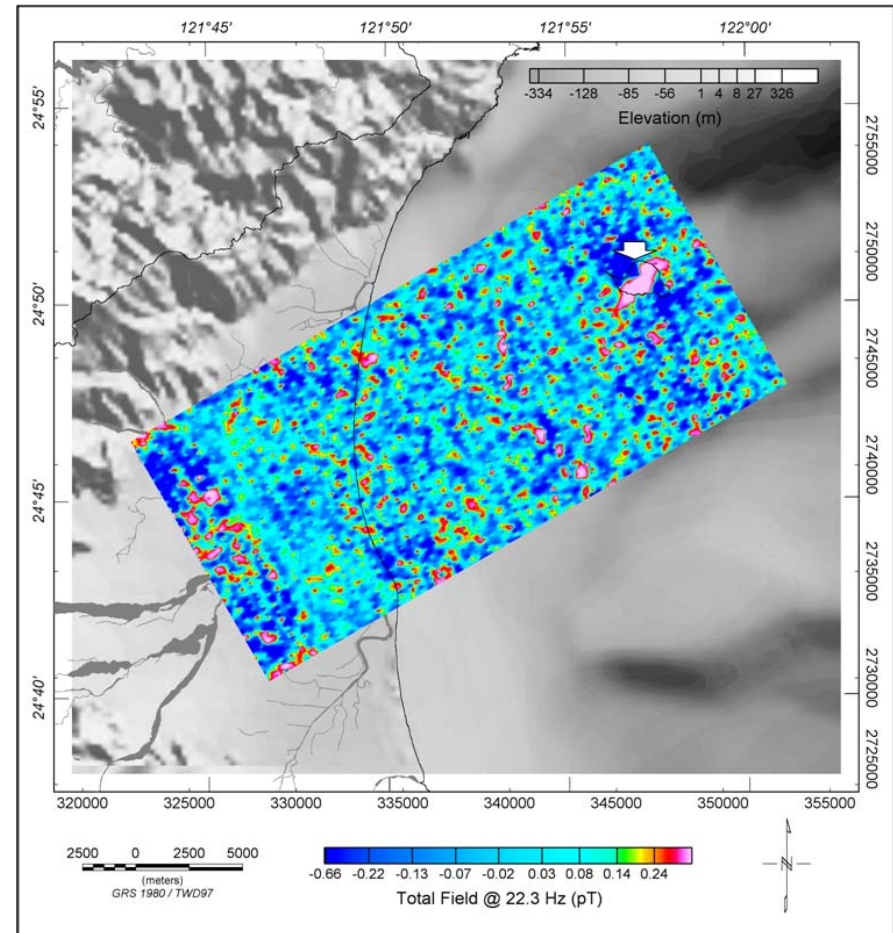 121°45' 121°50' 121°55' 122°00'
-334 -128 -85 -56 1 4 8 27 326
Elevation (m)
24°55'
24°50'
24°45'
24°40'
2755000
2750000
2745000
2740000
2735000
2730000
2725000
320000 325000 330000 335000 340000 345000 350000 355000
2500 0 2500 5000
(meters)
GRS 1980 / TWD97
-0.66 -0.22 -0.13 -0.07 -0.02 0.03 0.08 0.14 0.24
Total Field @ 22.3 Hz (pT)
N